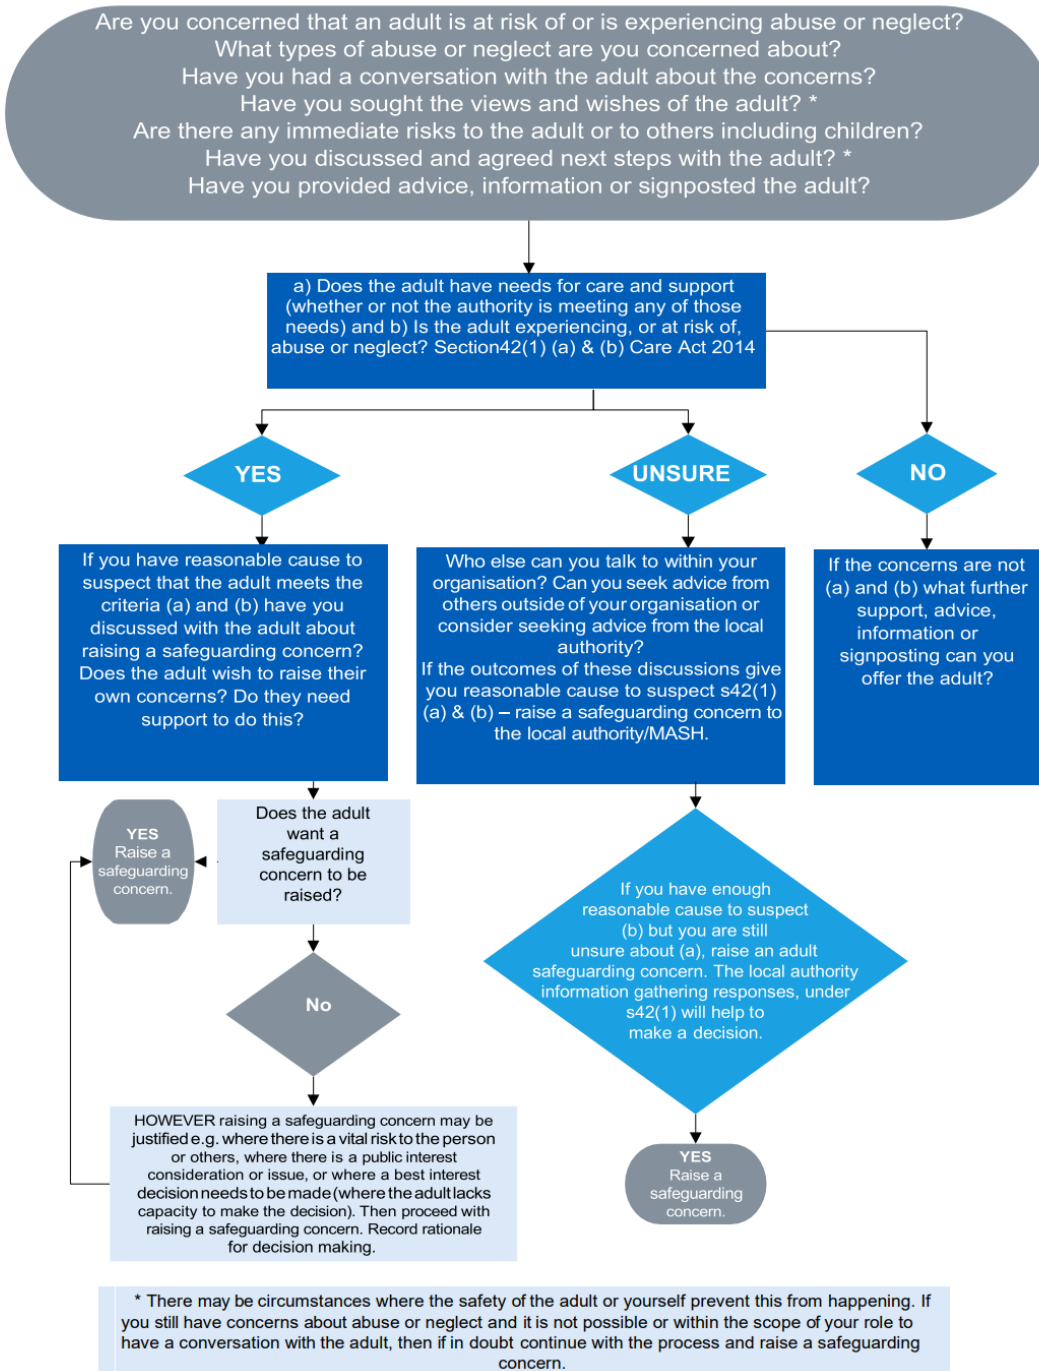 Are you concerned that an adult is at risk of or is experiencing abuse or neglect?
What types of abuse or neglect are you concerned about?
Have you had a conversation with the adult about the concerns?
Have you sought the views and wishes of the adult? *
Are there any immediate risks to the adult or to others including children?
Have you discussed and agreed next steps with the adult? *
Have you provided advice, information or signposted the adult?
a) Does the adult have needs for care and support
(whether or not the authority is meeting any of those
needs) and b) Is the adult experiencing, or at risk of,
abuse or neglect? Section42(1) (a) & (b) Care Act 2014
YES
UNSURE
NO
If you have reasonable cause to
suspect that the adult meets the
criteria (a) and (b) have you
discussed with the adult about
raising a safeguarding concern?
Does the adult wish to raise their
own concerns? Do they need
support to do this?
Who else can you talk to within your
organisation? Can you seek advice from
others outside of your organisation or
consider seeking advice from the local
authority?
If the outcomes of these discussions give
you reasonable cause to suspect s42(1)
(a) & (b) – raise a safeguarding concern to
the local authority/MASH.
If the concerns are not
(a) and (b) what further
support, advice,
information or
signposting can you
offer the adult?
YES
Raise a
safeguarding
concern.
Does the adult
want a
safeguarding
concern to be
raised?
No
If you have enough
reasonable cause to suspect
(b) but you are still
unsure about (a), raise an adult
safeguarding concern. The local authority
information gathering responses, under
s42(1) will help to
make a decision.
HOWEVER raising a safeguarding concern may be
justified e.g. where there is a vital risk to the person
or others, where there is a public interest
consideration or issue, or where a best interest
decision needs to be made (where the adult lacks
capacity to make the decision). Then proceed with
raising a safeguarding concern. Record rationale
for decision making.
YES
Raise a
safeguarding
concern.
* There may be circumstances where the safety of the adult or yourself prevent this from happening. If
you still have concerns about abuse or neglect and it is not possible or within the scope of your role to
have a conversation with the adult, then if in doubt continue with the process and raise a safeguarding
concern.